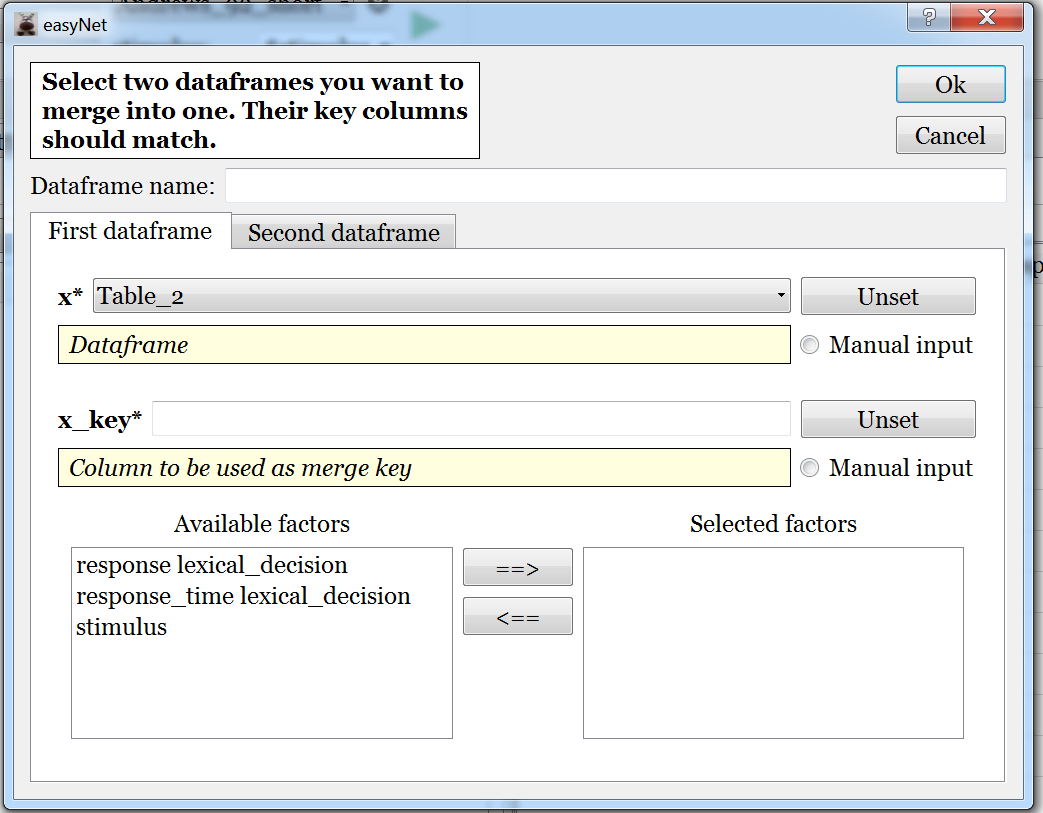 easyNet
?
X
Select two dataframes you want to
merge into one. Their key columns
should match.
Ok
Cancel
Dataframe name:
First dataframe
Second dataframe
x*
Table_2
Unset
Dataframe
Manual input
x_key*
Unset
Column to be used as merge key
Manual input
Available factors
Selected factors
response lexical_decision
response_time lexical_decision
stimulus
==>
<==